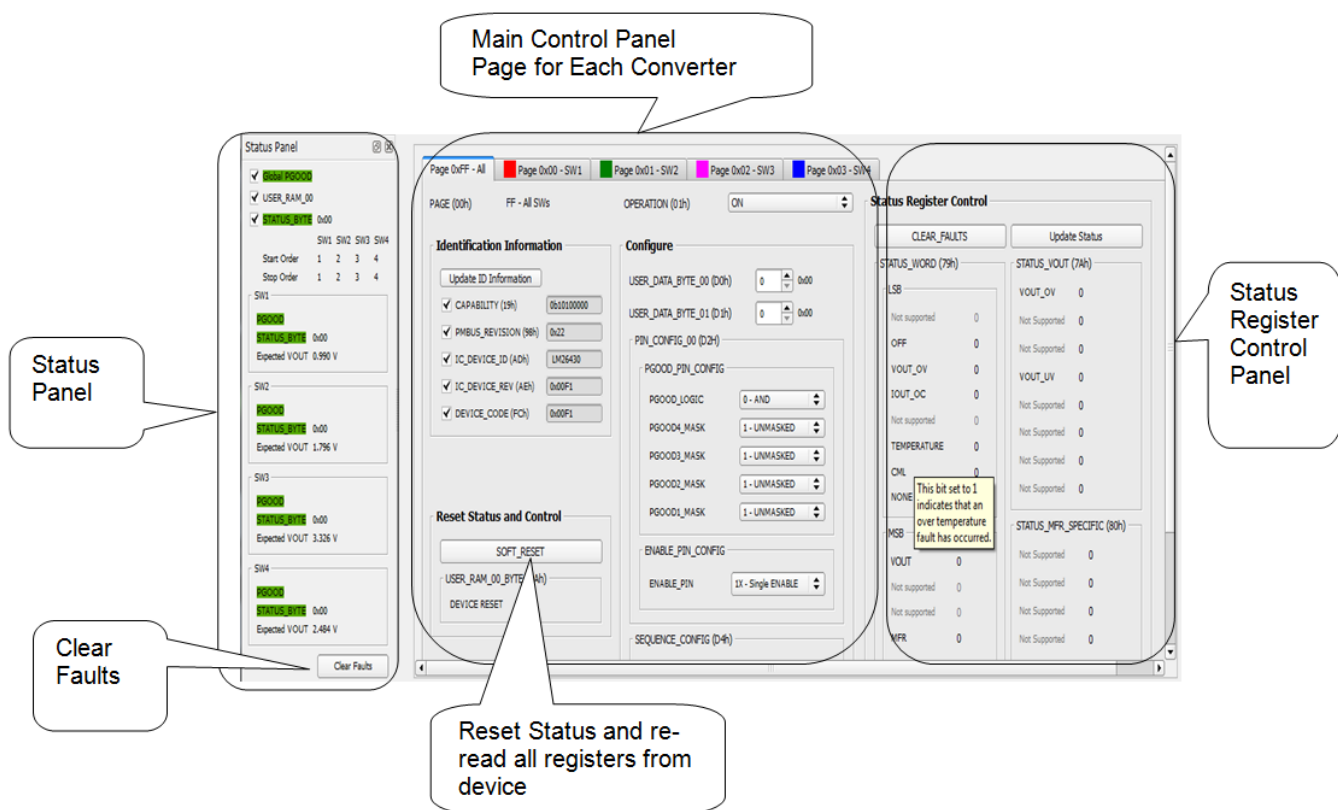 Main Control Panel
Page for Each Converter
Status Panel
Global PGOOD
USER_RAM_00
STATUS_BYTE 0x00
SW1 SW2 SW3 SW4
Start Order 1 2 3 4
Stop Order 1 2 3 4
SW1
PGOOD
STATUS_BYTE 0x00
Expected VOUT 0.990 V
SW2
PGOOD
STATUS_BYTE 0x00
Expected VOUT 1.796 V
SW3
PGOOD
STATUS_BYTE 0x00
Expected VOUT 3.326 V
SW4
PGOOD
STATUS_BYTE 0x00
Expected VOUT 2.484 V
Clear Faults
Status
Panel
Clear
Faults
Page 0xFF - All
Page 0x00 - SW1
Page 0x01 - SW2
Page 0x02 - SW3
Page 0x03 - SW4
PAGE (00h) FF - All SWs
OPERATION (01h) ON
Identification Information
Update ID Information
CAPABILITY (19h) 0b10100000
PMBUS_REVISION (98h) 0x22
IC_DEVICE_ID (ADh) LM26430
IC_DEVICE_REV (AEh) 0x00F1
DEVICE_CODE (FCh) 0x00F1
Reset Status and Control
SOFT_RESET
USER_RAM_00_BYTE Ah)
DEVICE RESET
Reset Status and re-
read all registers from
device
Configure
USER_DATA_BYTE_00 (D0h) 0 0x00
USER_DATA_BYTE_01 (D1h) 0 0x00
PIN_CONFIG_00 (D2H)
PGOOD_PIN_CONFIG
PGOOD_LOGIC 0 - AND
PGOOD4_MASK 1 - UNMASKED
PGOOD3_MASK 1 - UNMASKED
PGOOD2_MASK 1 - UNMASKED
PGOOD1_MASK 1 - UNMASKED
ENABLE_PIN_CONFIG
ENABLE_PIN 1X - Single ENABLE
SEQUENCE_CONFIG (D4h)
Status Register Control
CLEAR_FAULTS
Update Status
STATUS_WORD (79h)
LSB
Not supported 0
OFF 0
VOUT_OV 0
IOUT_OC 0
Not supported 0
TEMPERATURE 0
CML 0
NONE
This bit set to 1
indicates that an
over temperature
fault has occurred.
MSB
VOUT 0
Not supported 0
Not supported 0
MFR 0
STATUS_VOUT (7Ah)
VOUT_OV 0
Not Supported 0
Not Supported 0
VOUT_UV 0
Not Supported 0
Not Supported 0
Not Supported 0
Not Supported 0
STATUS_MFR_SPECIFIC (80h)
Not Supported 0
Not Supported 0
Not Supported 0
Not Supported 0
Status
Register
Control
Panel